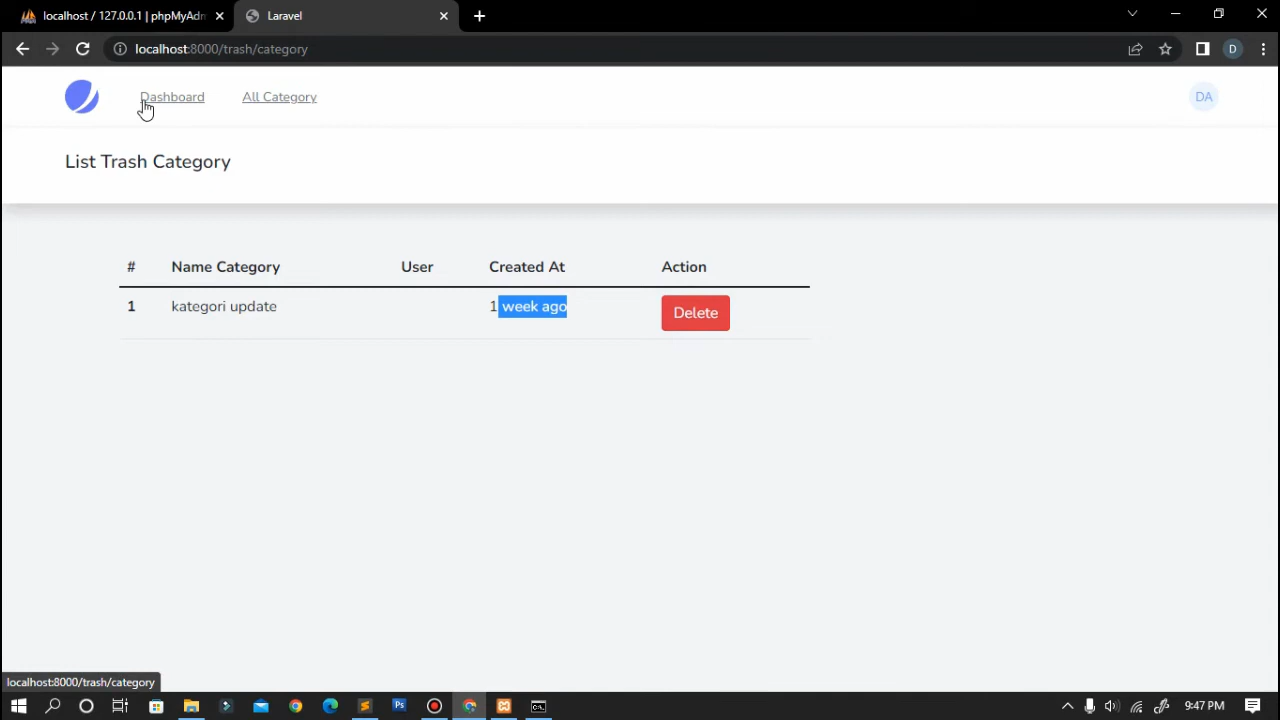 localhost / 127.0.0.1 | phpMyAdm
Laravel
localhost:8000/trash/category
D
Dashboard
All Category
DA
List Trash Category
# Name Category User Created At Action
1 kategori update 1 week ago Delete
localhost:8000/trash/category
Ps
9:47 PM